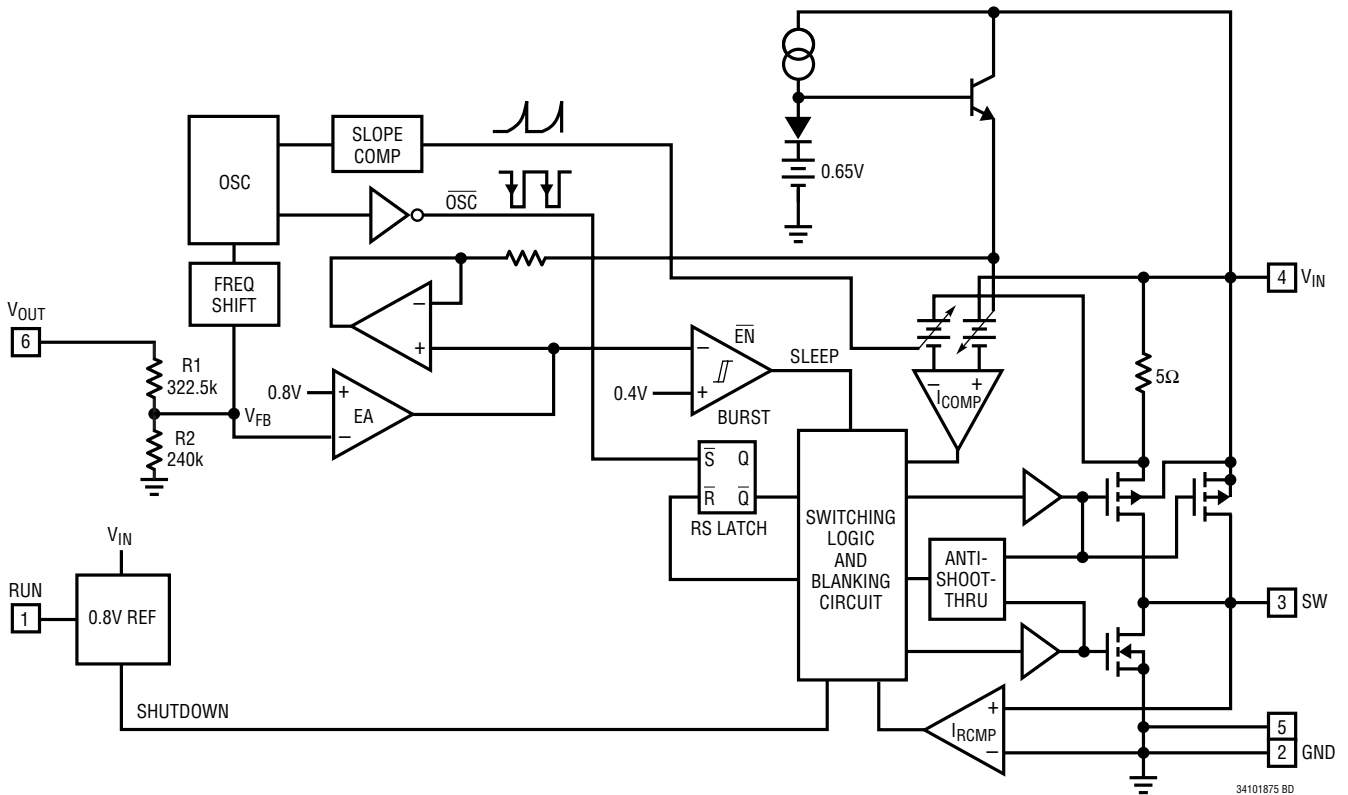 0.65V
OSC
SLOPE
COMP
OSC
FREQ
SHIFT
VOUT
6
R1
322.5k
R2
240k
VFB
0.8V
+
−
EA
−
+
0.4V
−
+
EN
BURST
SLEEP
− +
ICOMP
4
VIN
5Ω
S Q
R Q
RS LATCH
SWITCHING
LOGIC
AND
BLANKING
CIRCUIT
ANTI-
SHOOT-
THRU
3
SW
VIN
RUN
1
0.8V REF
SHUTDOWN
+
IRCMP
−
5
2
GND
34101875 BD